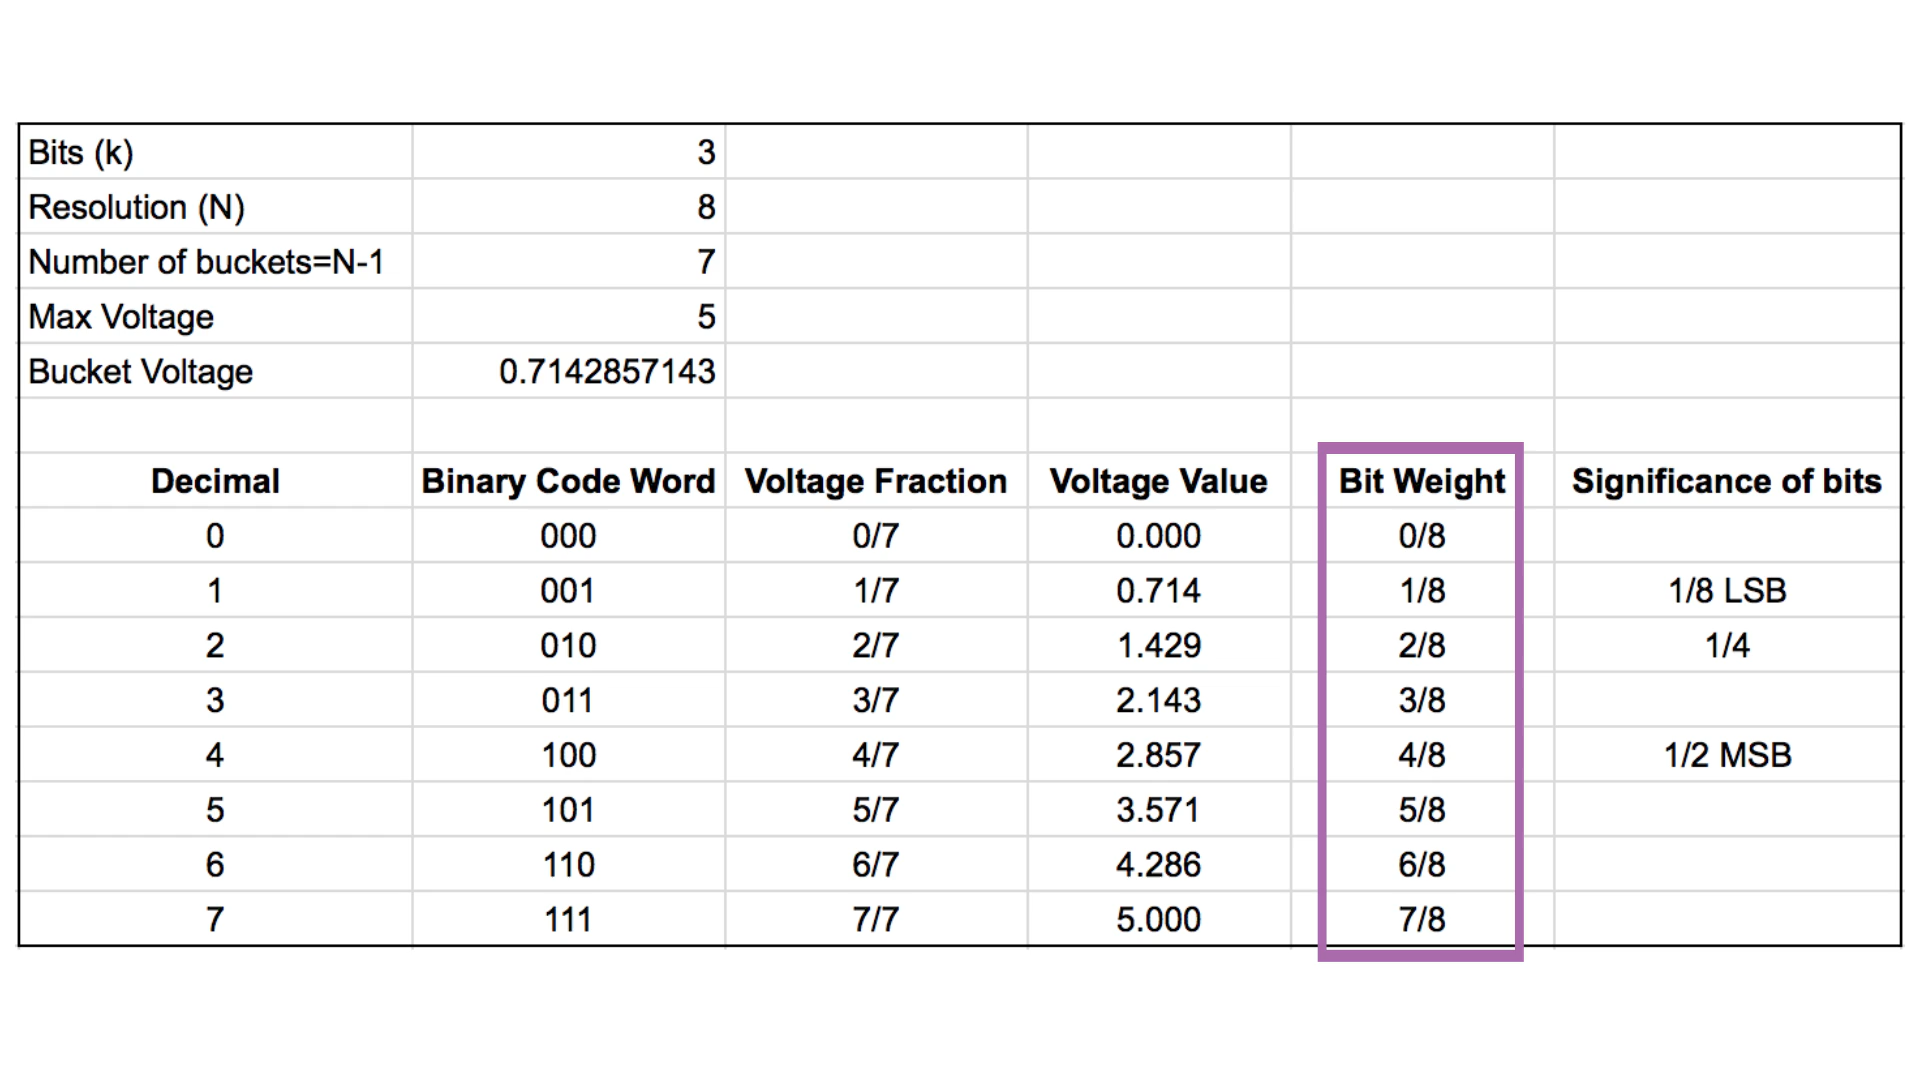 Bits (k) 3
Resolution (N) 8
Number of buckets=N-1 7
Max Voltage 5
Bucket Voltage 0.7142857143
Decimal Binary Code Word Voltage Fraction Voltage Value Bit Weight Significance of bits
0 000 0/7 0.000 0/8
1 001 1/7 0.714 1/8 1/8 LSB
2 010 2/7 1.429 2/8 1/4
3 011 3/7 2.143 3/8
4 100 4/7 2.857 4/8 1/2 MSB
5 101 5/7 3.571 5/8
6 110 6/7 4.286 6/8
7 111 7/7 5.000 7/8